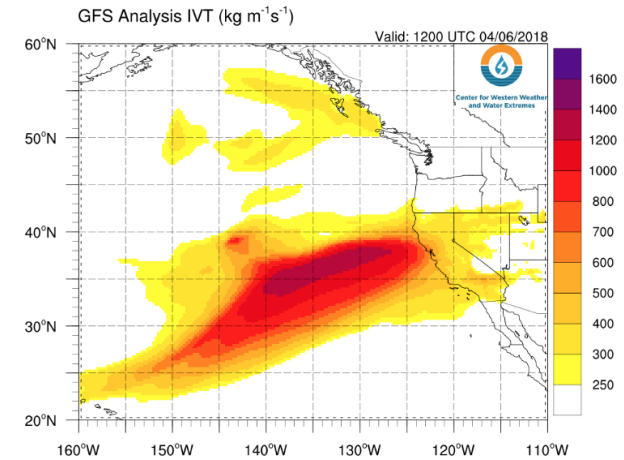 GFS Analysis IVT (kg m⁻¹s⁻¹)
Valid: 1200 UTC 04/06/2018
Center for Western Weather
and Water Extremes
60°N
50°N
40°N
30°N
20°N
160°W 150°W 140°W 130°W 120°W 110°W
1600
1400
1200
1000
800
700
600
500
400
300
250